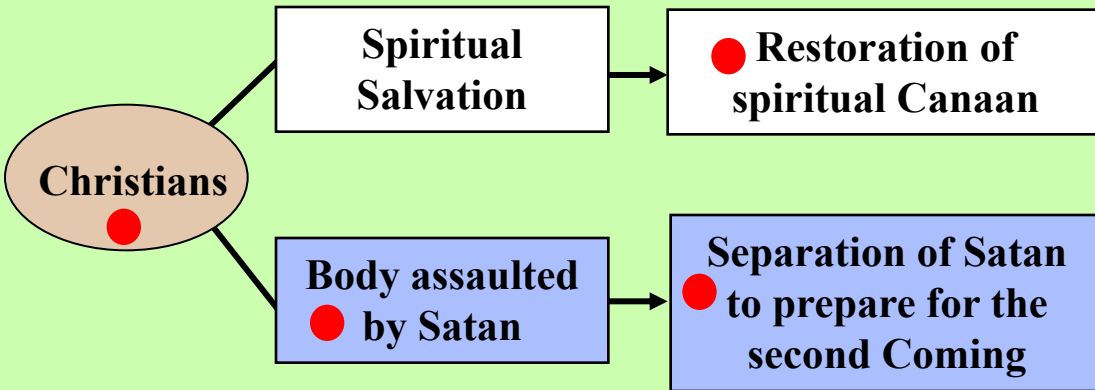 Christians
Spiritual
Salvation
Restoration of
spiritual Canaan
Body assaulted
by Satan
Separation of Satan
to prepare for the
second Coming